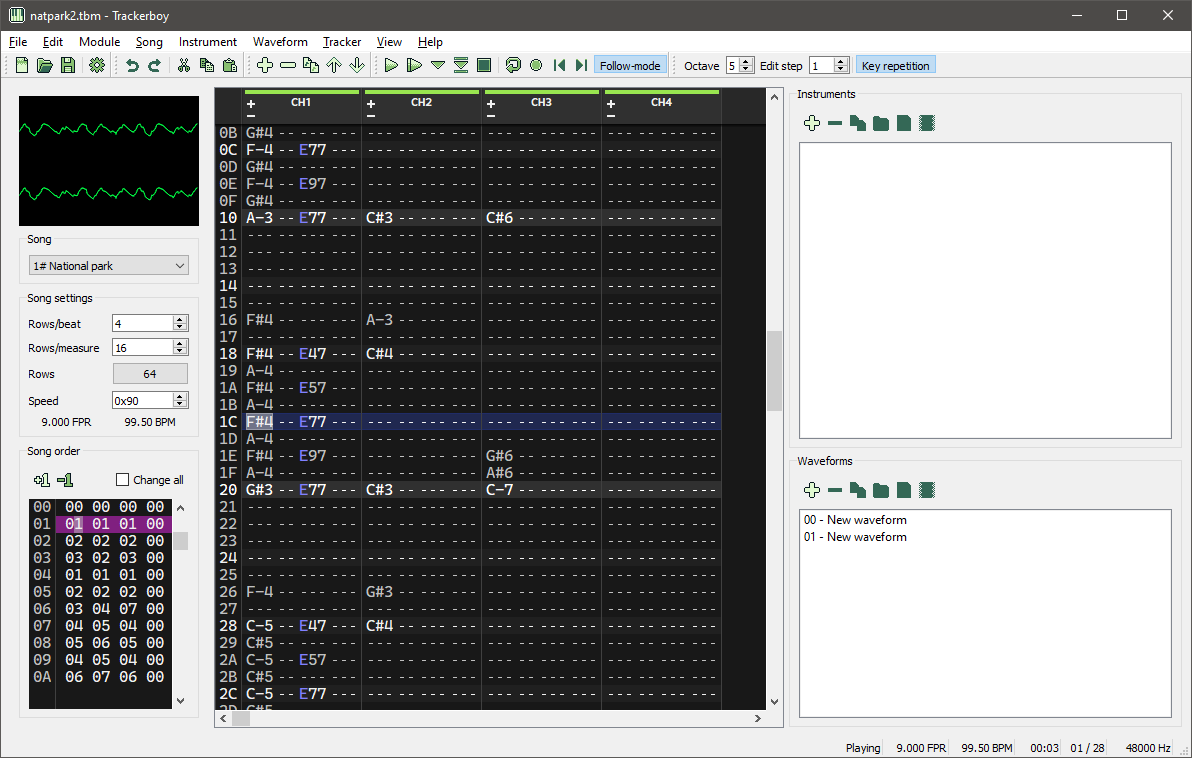 natpark2.tbm - Trackerboy
File Edit Module Song Instrument Waveform Tracker View Help
Follow-mode Octave 5 Edit step 1 Key repetition
Song
1# National park
Song settings
Rows/beat 4
Rows/measure 16
Rows 64
Speed 0x90
9.000 FPR 99.50 BPM
Song order
+1 -1 Change all
00 00 00 00 00
01 01 01 01 00
02 02 02 02 00
03 03 02 03 00
04 01 01 01 00
05 02 02 02 00
06 03 04 07 00
07 04 05 04 00
08 05 06 05 00
09 04 05 04 00
0A 06 07 06 00
+ CH1 + CH2 + CH3 + CH4
− − − −
0B G#4 -- --- --- --- -- --- --- --- -- --- --- --- -- --- ---
0C F-4 -- E77 --- --- -- --- --- --- -- --- --- --- -- --- ---
0D G#4 -- --- --- --- -- --- --- --- -- --- --- --- -- --- ---
0E F-4 -- E97 --- --- -- --- --- --- -- --- --- --- -- --- ---
0F G#4 -- --- --- --- -- --- --- --- -- --- --- --- -- --- ---
10 A-3 -- E77 --- C#3 -- --- --- C#6 -- --- --- --- -- --- ---
11 --- -- --- --- --- -- --- --- --- -- --- --- --- -- --- ---
12 --- -- --- --- --- -- --- --- --- -- --- --- --- -- --- ---
13 --- -- --- --- --- -- --- --- --- -- --- --- --- -- --- ---
14 --- -- --- --- --- -- --- --- --- -- --- --- --- -- --- ---
15 --- -- --- --- --- -- --- --- --- -- --- --- --- -- --- ---
16 F#4 -- --- --- A-3 -- --- --- --- -- --- --- --- -- --- ---
17 --- -- --- --- --- -- --- --- --- -- --- --- --- -- --- ---
18 F#4 -- E47 --- C#4 -- --- --- --- -- --- --- --- -- --- ---
19 A-4 -- --- --- --- -- --- --- --- -- --- --- --- -- --- ---
1A F#4 -- E57 --- --- -- --- --- --- -- --- --- --- -- --- ---
1B A-4 -- --- --- --- -- --- --- --- -- --- --- --- -- --- ---
1C F#4 -- E77 --- --- -- --- --- --- -- --- --- --- -- --- ---
1D A-4 -- --- --- --- -- --- --- --- -- --- --- --- -- --- ---
1E F#4 -- E97 --- --- -- --- --- G#6 -- --- --- --- -- --- ---
1F A-4 -- --- --- --- -- --- --- A#6 -- --- --- --- -- --- ---
20 G#3 -- E77 --- C#3 -- --- --- C-7 -- --- --- --- -- --- ---
21 --- -- --- --- --- -- --- --- --- -- --- --- --- -- --- ---
22 --- -- --- --- --- -- --- --- --- -- --- --- --- -- --- ---
23 --- -- --- --- --- -- --- --- --- -- --- --- --- -- --- ---
24 --- -- --- --- --- -- --- --- --- -- --- --- --- -- --- ---
25 --- -- --- --- --- -- --- --- --- -- --- --- --- -- --- ---
26 F-4 -- --- --- G#3 -- --- --- --- -- --- --- --- -- --- ---
27 --- -- --- --- --- -- --- --- --- -- --- --- --- -- --- ---
28 C-5 -- E47 --- C#4 -- --- --- --- -- --- --- --- -- --- ---
29 C#5 -- --- --- --- -- --- --- --- -- --- --- --- -- --- ---
2A C-5 -- E57 --- --- -- --- --- --- -- --- --- --- -- --- ---
2B C#5 -- --- --- --- -- --- --- --- -- --- --- --- -- --- ---
2C C-5 -- E77 --- --- -- --- --- --- -- --- --- --- -- --- ---
2D C#5 -- --- --- --- -- --- --- --- -- --- --- --- -- --- ---
Instruments
Waveforms
00 - New waveform
01 - New waveform
Playing 9.000 FPR 99.50 BPM 00:03 01 / 28 48000 Hz